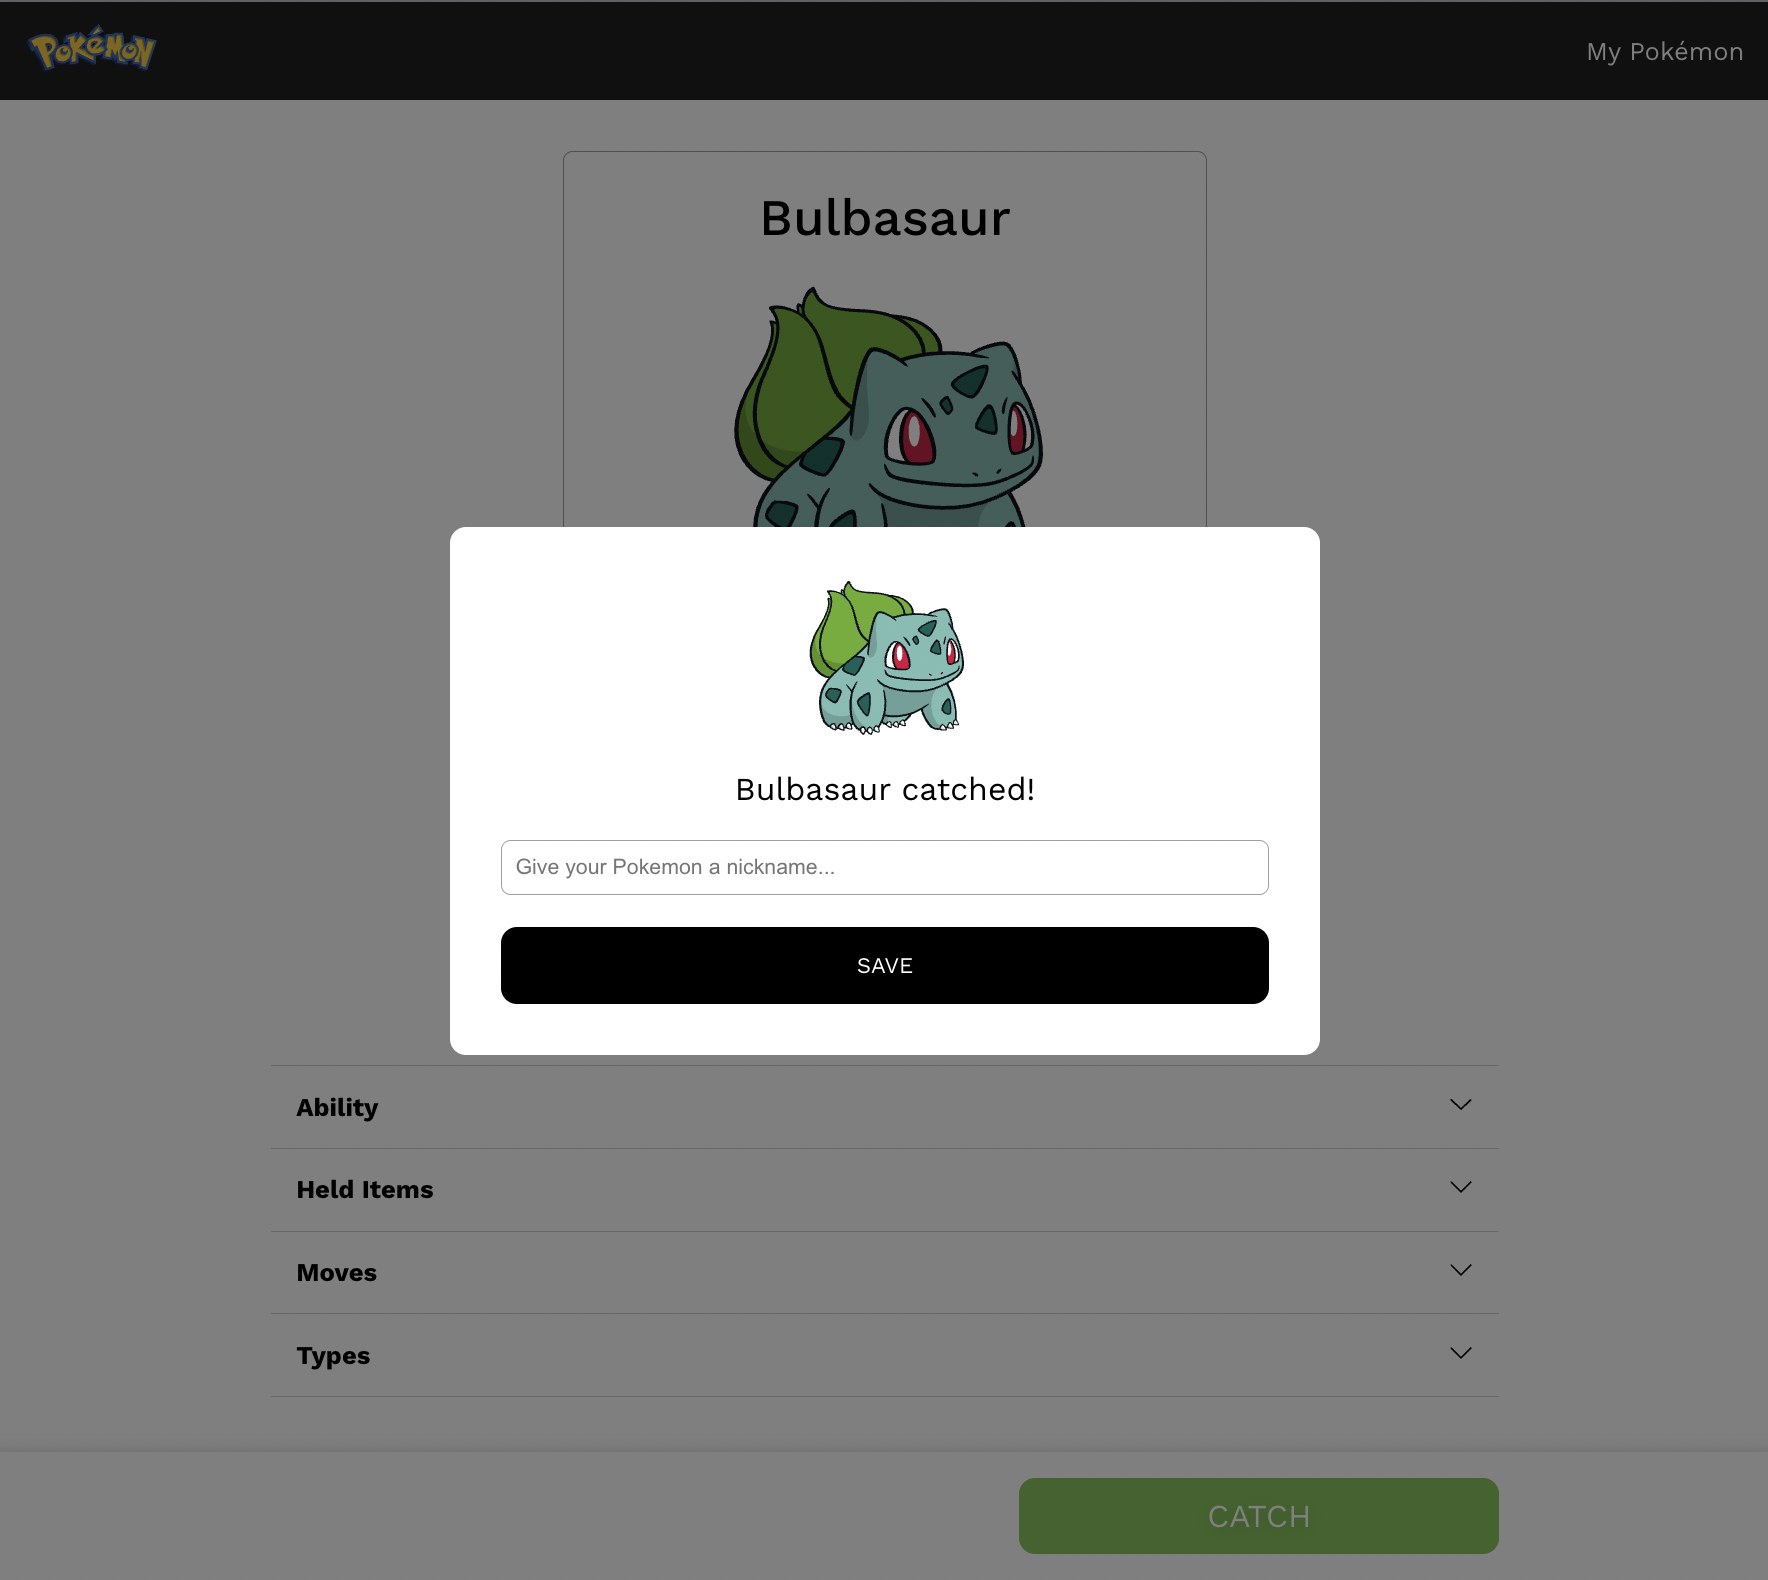 Pokémon
My Pokémon
Bulbasaur
Bulbasaur catched!
Give your Pokemon a nickname...
SAVE
Ability
Held Items
Moves
Types
CATCH